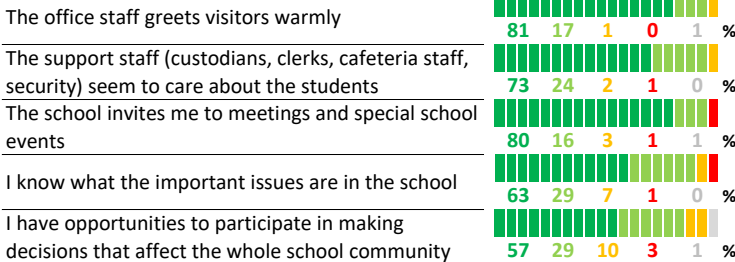 The office staff greets visitors warmly
81 17 1 0 1 %
The support staff (custodians, clerks, cafeteria staff,
security) seem to care about the students
73 24 2 1 0 %
The school invites me to meetings and special school
events
80 16 3 1 1 %
I know what the important issues are in the school
63 29 7 1 0 %
I have opportunities to participate in making
decisions that affect the whole school community
57 29 10 3 1 %